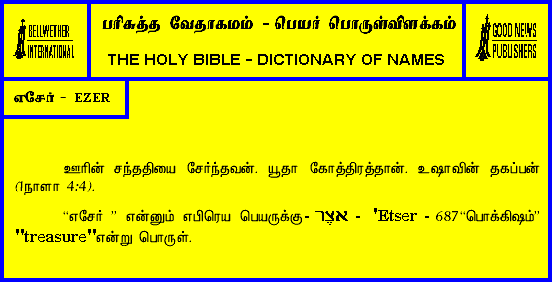 BELLWETHER
INTERNATIONAL
பரிசுத்த வேதாகமம் - பெயர் பொருள்விளக்கம்
THE HOLY BIBLE - DICTIONARY OF NAMES
GOOD NEWS
PUBLISHERS
எசேர் - EZER
ஊரின் சந்ததியை சேர்ந்தவன். யூதா கோத்திரத்தான். உஷாவின் தகப்பன்
(1நாளா 4:4).
“எசேர் ” என்னும் எபிரெய பெயருக்கு- אֵצֶר - 'Etser - 687“பொக்கிஷம்”
"treasure"என்று பொருள்.